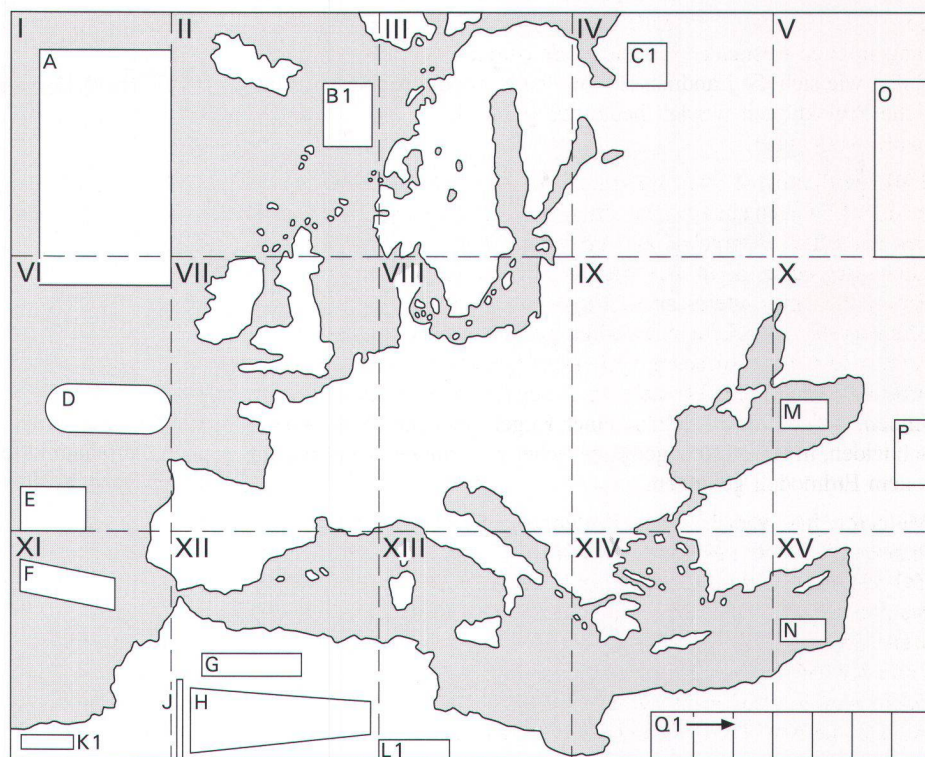 I II III IV V
A B1 C1 O
VI VII VIII IX X
D M P
E
XI XII XIII XIV XV
F
G N
J H
K1 L1 Q1